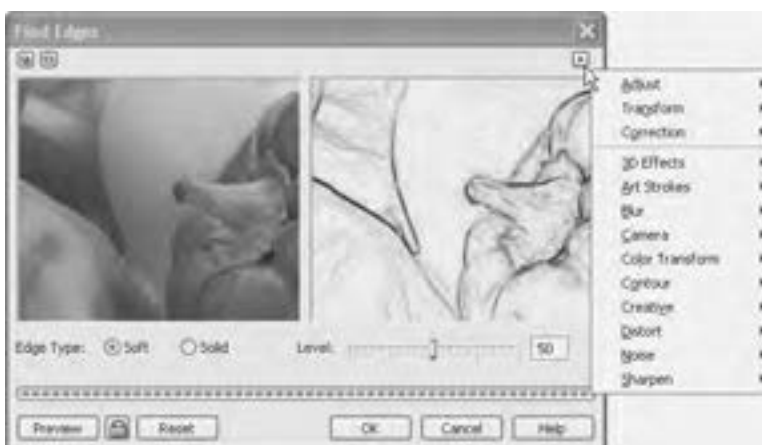 Find Edges
Adjust
Transform
Correction
3D Effects
Art Strokes
Blur
Camera
Color Transform
Contour
Creative
Distort
Noise
Sharpen
Edge Type: Soft Solid Level: 50
Preview Reset OK Cancel Help